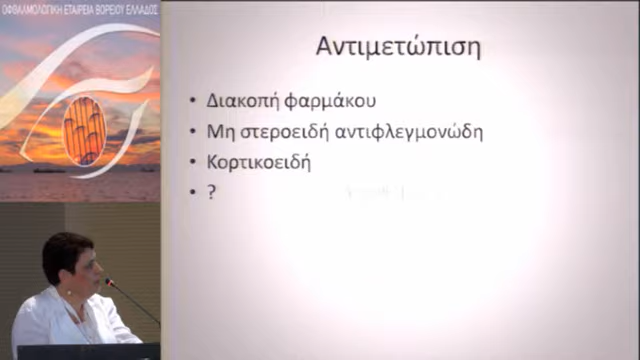 ΟΦΘΑΛΜΟΛΟΓΙΚΗ ΕΤΑΙΡΕΙΑ ΒΟΡΕΙΟΥ ΕΛΛΑΔΟΣ
Αντιμετώπιση
• Διακοπή φαρμάκου
• Μη στεροειδή αντιφλεγμονώδη
• Κορτικοειδή
• ?